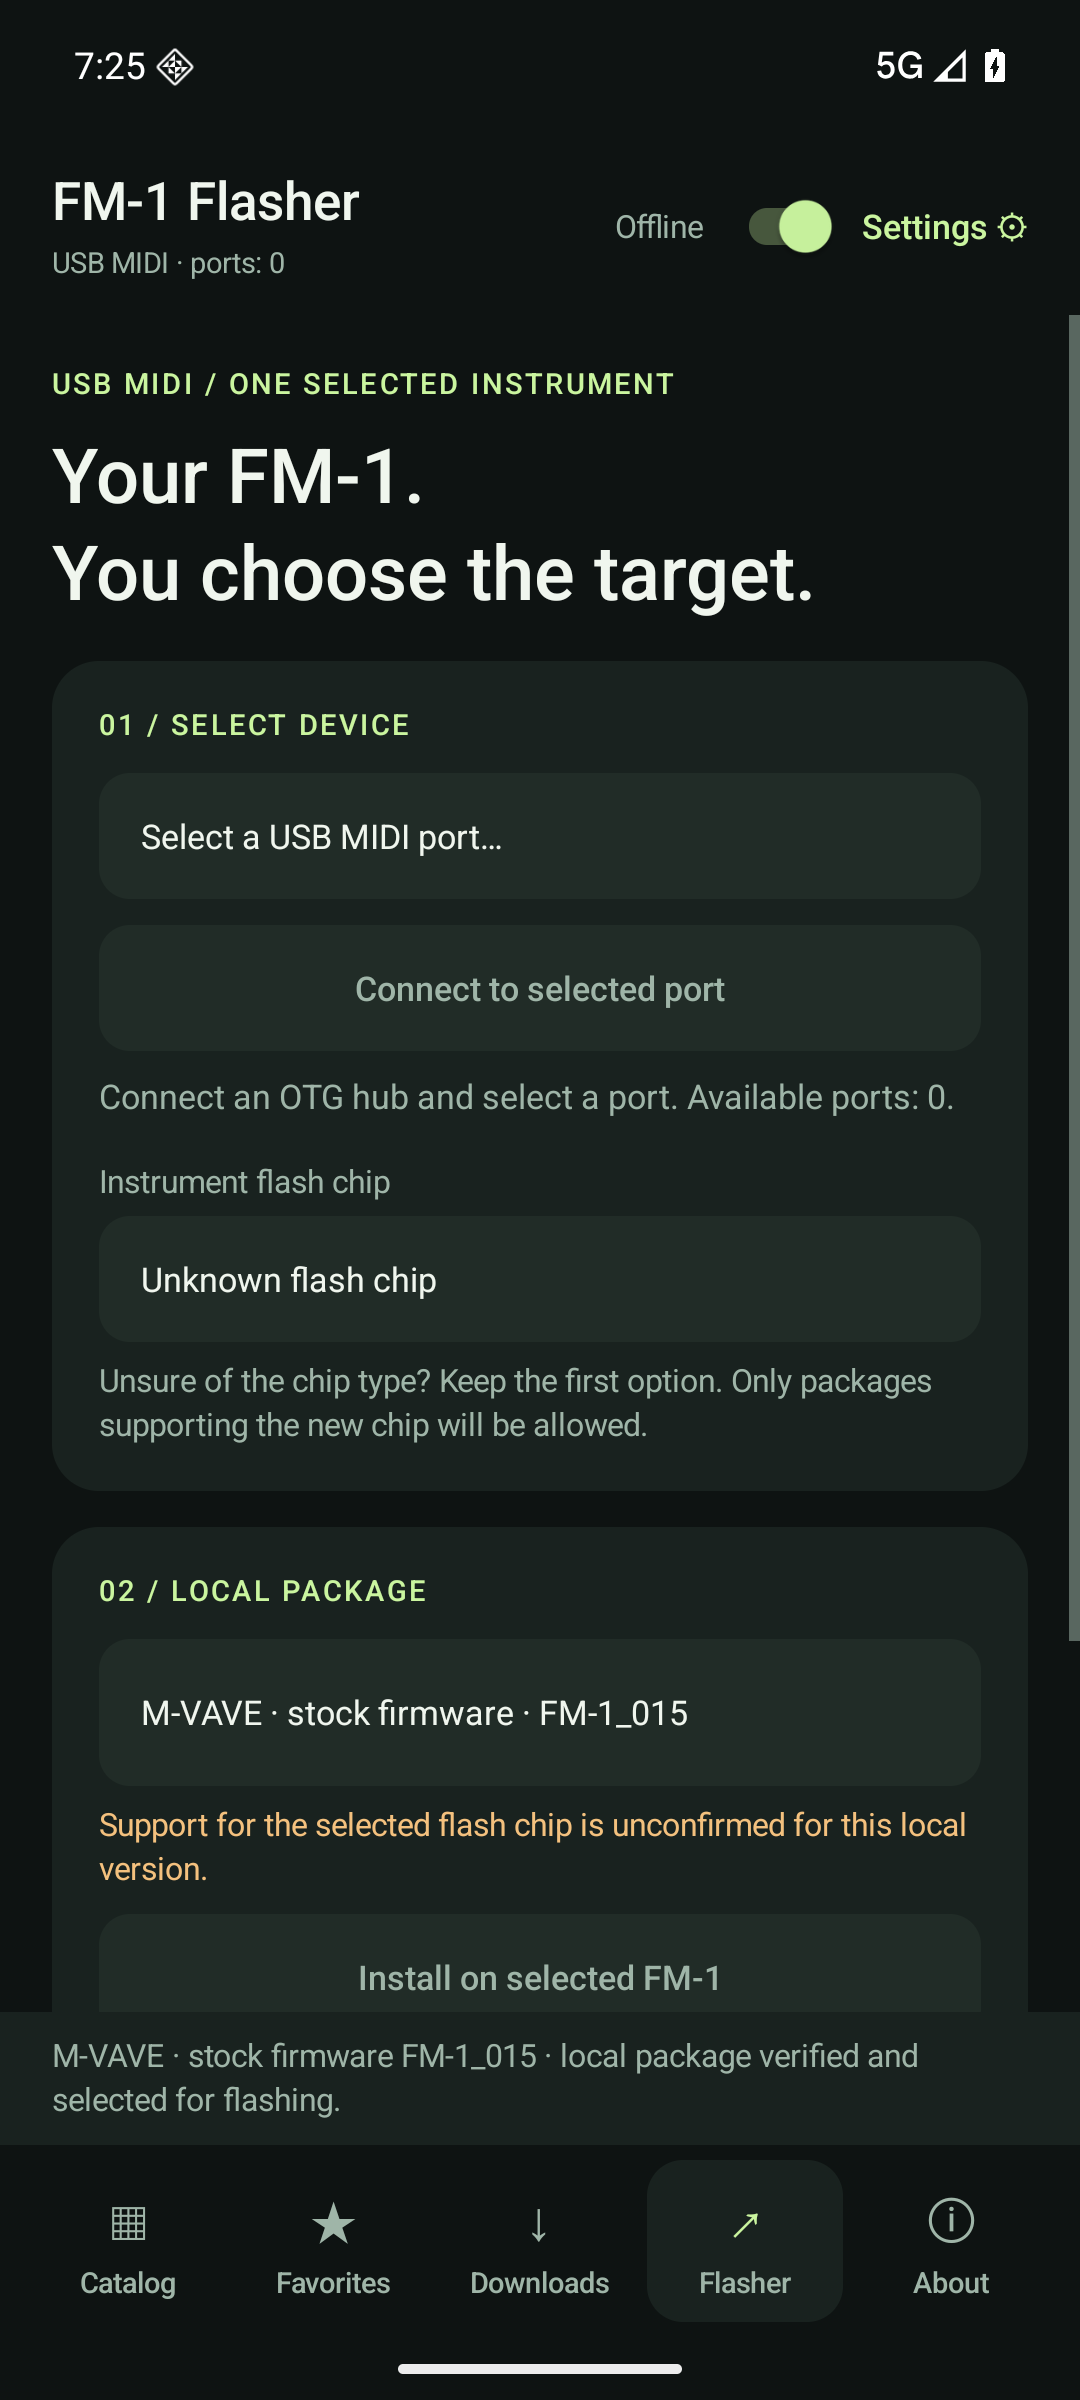 7:25
5G
FM-1 Flasher
USB MIDI · ports: 0
Offline
Settings
USB MIDI / ONE SELECTED INSTRUMENT
Your FM-1.
You choose the target.
01 / SELECT DEVICE
Select a USB MIDI port…
Connect to selected port
Connect an OTG hub and select a port. Available ports: 0.
Instrument flash chip
Unknown flash chip
Unsure of the chip type? Keep the first option. Only packages
supporting the new chip will be allowed.
02 / LOCAL PACKAGE
M-VAVE · stock firmware · FM-1_015
Support for the selected flash chip is unconfirmed for this local
version.
Install on selected FM-1
M-VAVE · stock firmware FM-1_015 · local package verified and
selected for flashing.
Catalog
Favorites
Downloads
Flasher
About